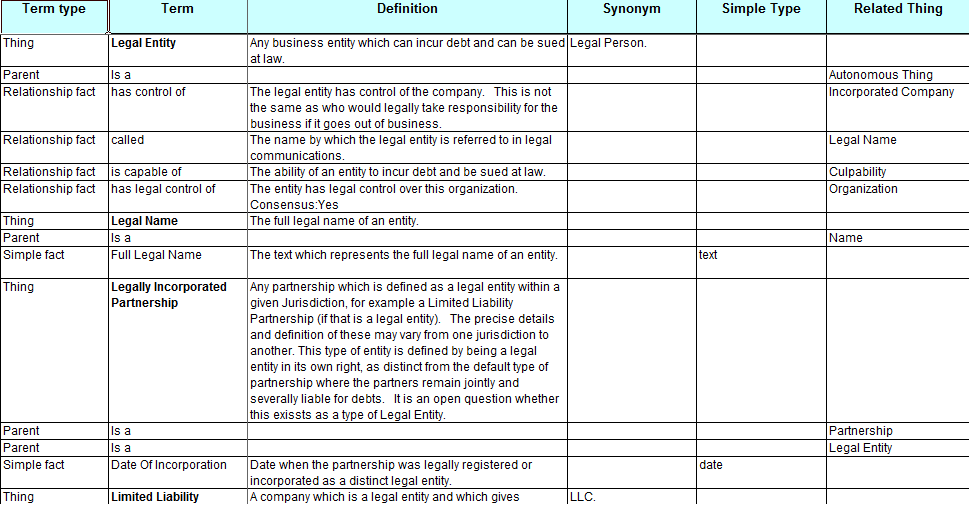 Term type Term Definition Synonym Simple Type Related Thing
Thing Legal Entity Any business entity which can incur debt and can be sued Legal Person.
at law.
Parent Is a Autonomous Thing
Relationship fact has control of The legal entity has control of the company. This is not Incorporated Company
the same as who would legally take responsibility for the
business if it goes out of business.
Relationship fact called The name by which the legal entity is referred to in legal Legal Name
communications.
Relationship fact is capable of The ability of an entity to incur debt and be sued at law. Culpability
Relationship fact has legal control of The entity has legal control over this organization. Organization
Consensus:Yes
Thing Legal Name The full legal name of an entity.
Parent Is a Name
Simple fact Full Legal Name The text which represents the full legal name of an entity. text
Thing Legally Incorporated Any partnership which is defined as a legal entity within a
Partnership given Jurisdiction, for example a Limited Liability
Partnership (if that is a legal entity). The precise details
and definition of these may vary from one jurisdiction to
another. This type of entity is defined by being a legal
entity in its own right, as distinct from the default type of
partnership where the partners remain jointly and
severally liable for debts. It is an open question whether
this exissts as a type of Legal Entity.
Parent Is a Partnership
Parent Is a Legal Entity
Simple fact Date Of Incorporation Date when the partnership was legally registered or date
incorporated as a distinct legal entity.
Thing Limited Liability A company which is a legal entity and which gives LLC.